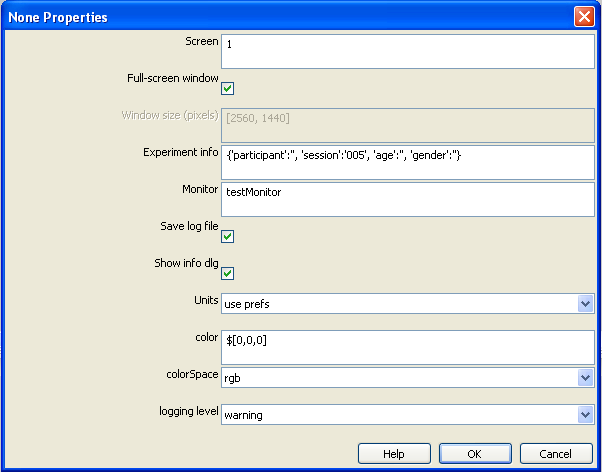 None Properties
Screen 1
Full-screen window
Window size (pixels) [2560, 1440]
Experiment info {'participant':'', 'session':'005', 'age':'', 'gender':''}
Monitor testMonitor
Save log file
Show info dlg
Units use prefs
color $[0,0,0]
colorSpace rgb
logging level warning
Help OK Cancel